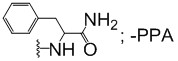 NH₂
; -PPA
NH
O